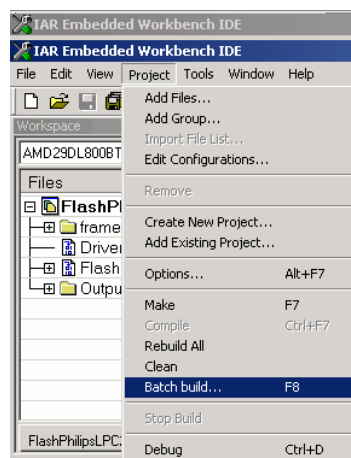 IAR Embedded Workbench IDE
IAR Embedded Workbench IDE
File Edit View Project Tools Window Help
Add Files...
Add Group...
Workspace
Import File List...
AMD29DL800BT
Edit Configurations...
Files
Remove
FlashPl
Create New Project...
frame
Add Existing Project...
Driver
Flash
Options... Alt+F7
Outpu
Make F7
Compile Ctrl+F7
Rebuild All
Clean
Batch build... F8
Stop Build
FlashPhilipsLPC2
Debug Ctrl+D